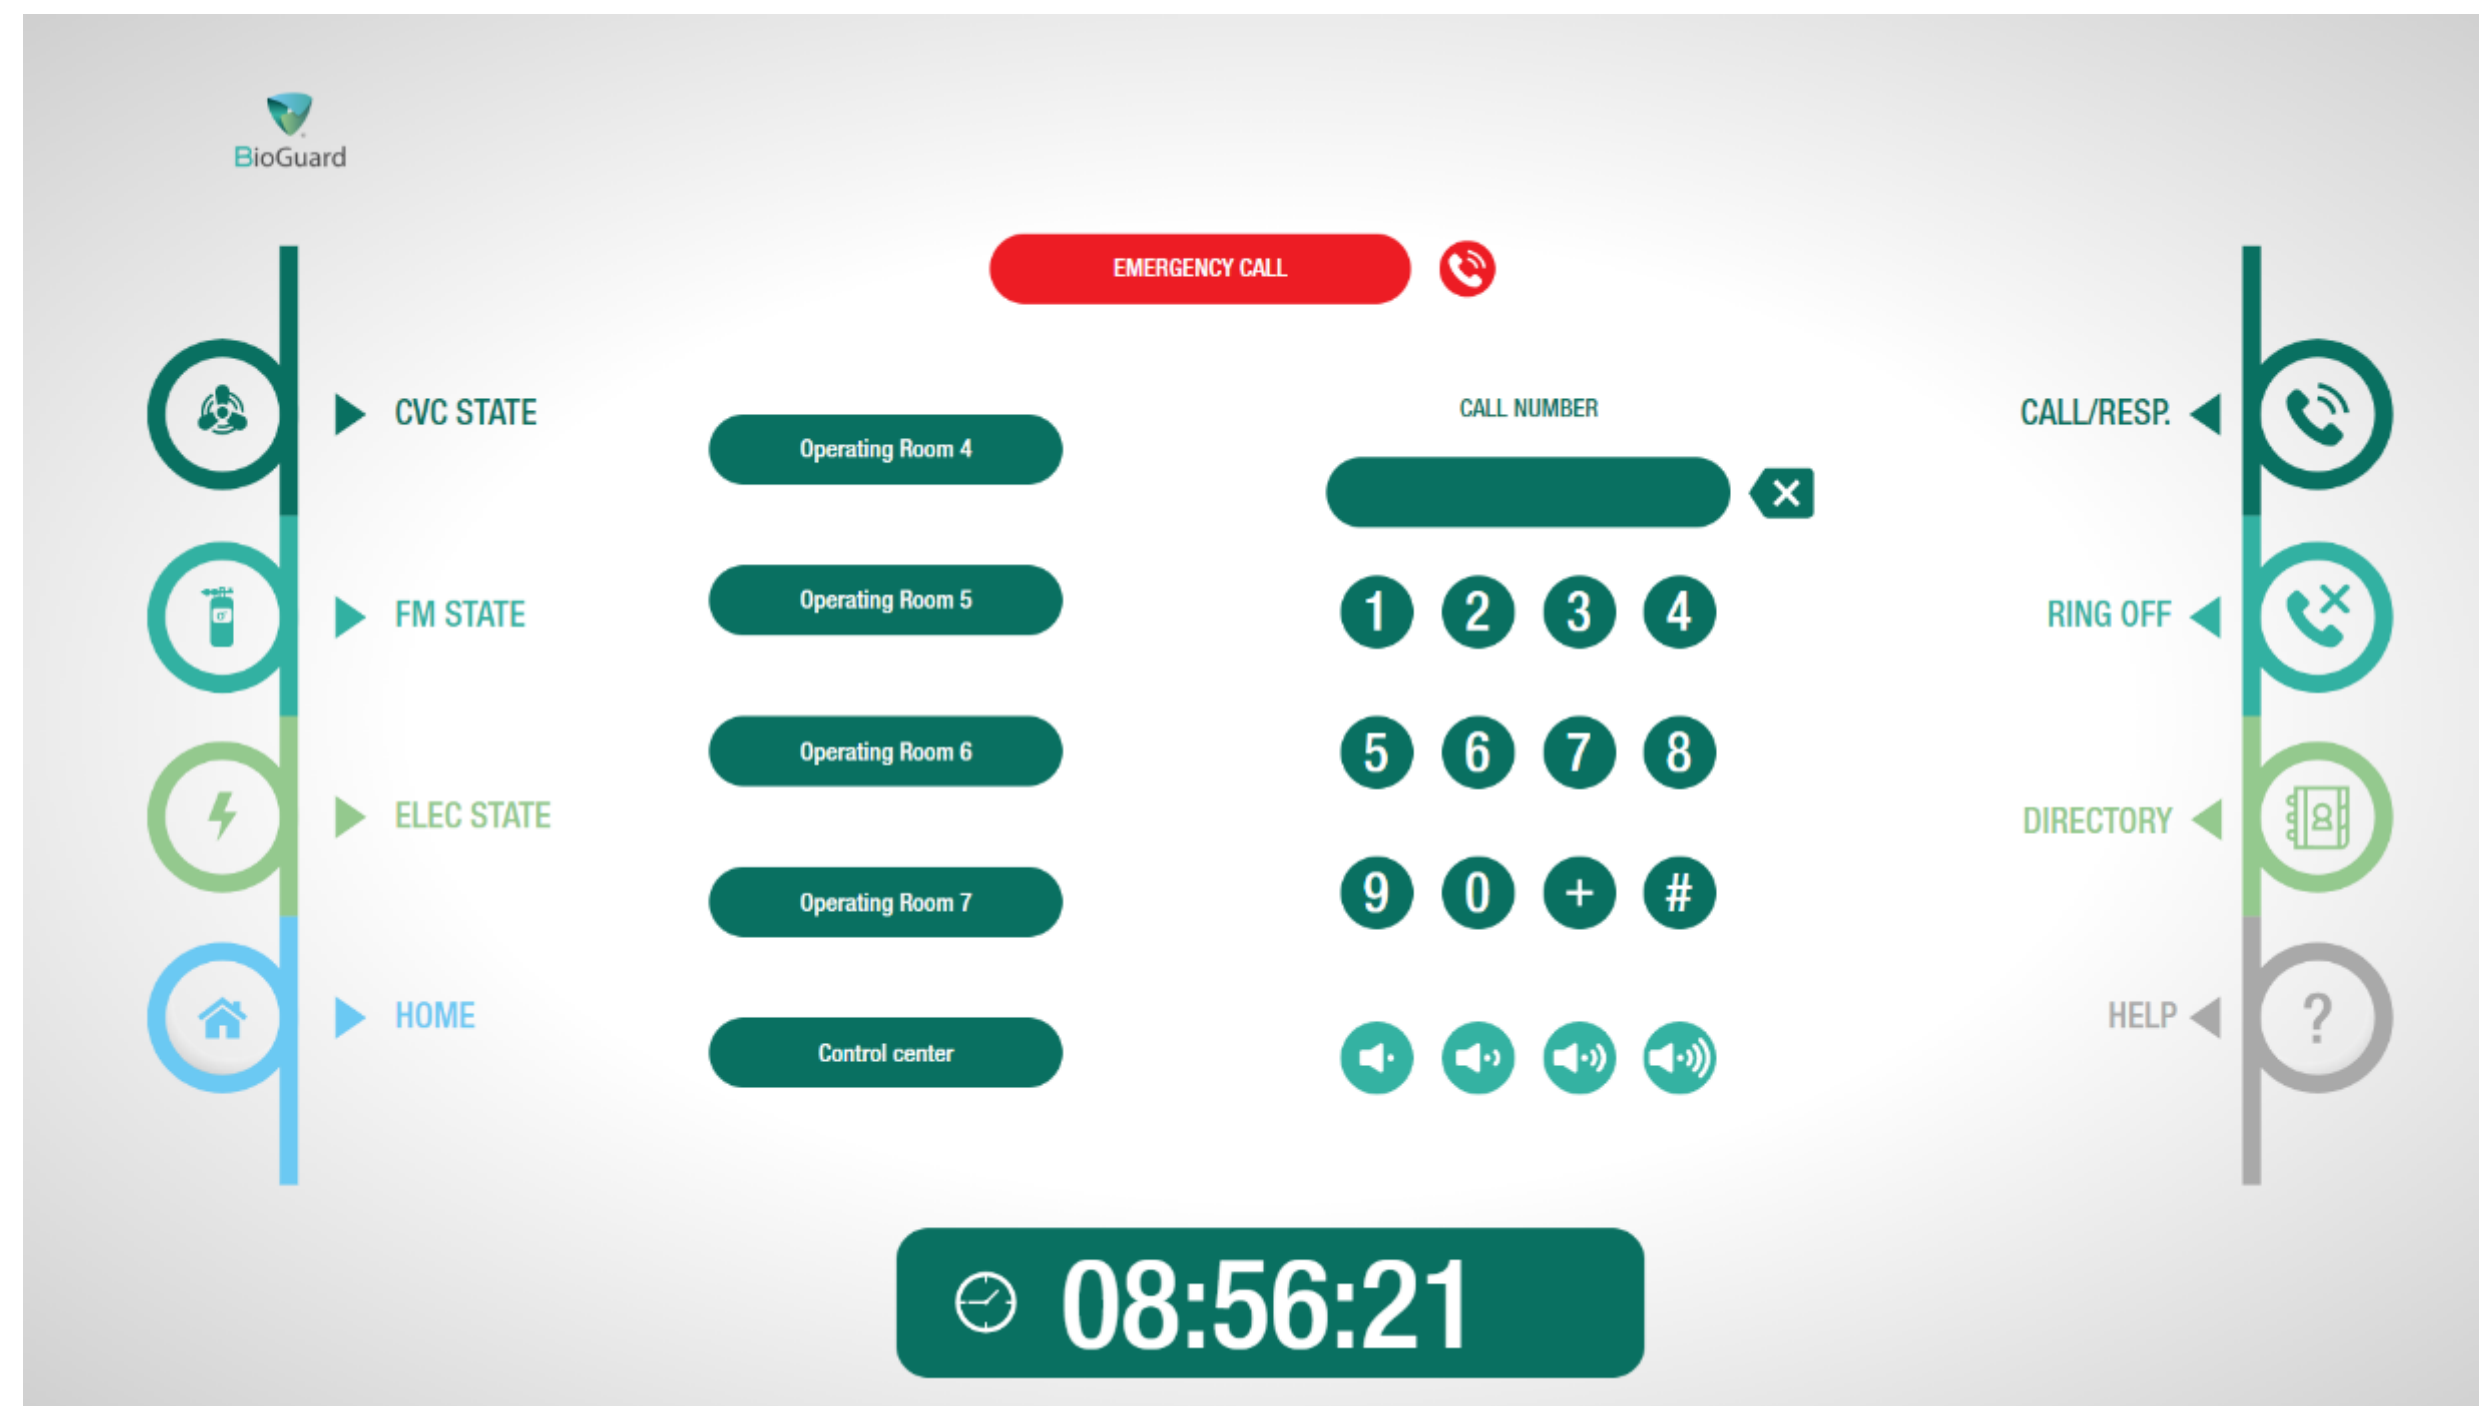 BioGuard
EMERGENCY CALL
CVC STATE
FM STATE
ELEC STATE
HOME
Operating Room 4
Operating Room 5
Operating Room 6
Operating Room 7
Control center
CALL NUMBER
1 2 3 4
5 6 7 8
9 0 + #
CALL/RESP.
RING OFF
DIRECTORY
HELP
?
08:56:21